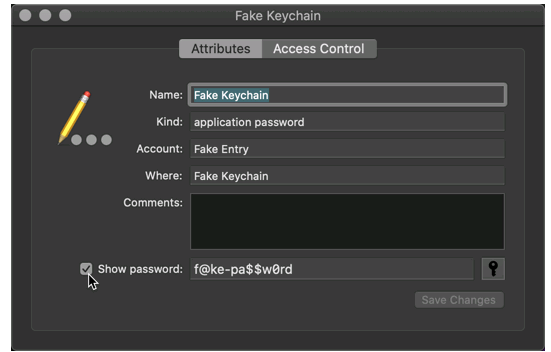 Fake Keychain
Attributes Access Control
Name: Fake Keychain
Kind: application password
Account: Fake Entry
Where: Fake Keychain
Comments:
Show password: f@ke-pa$$w0rd
Save Changes